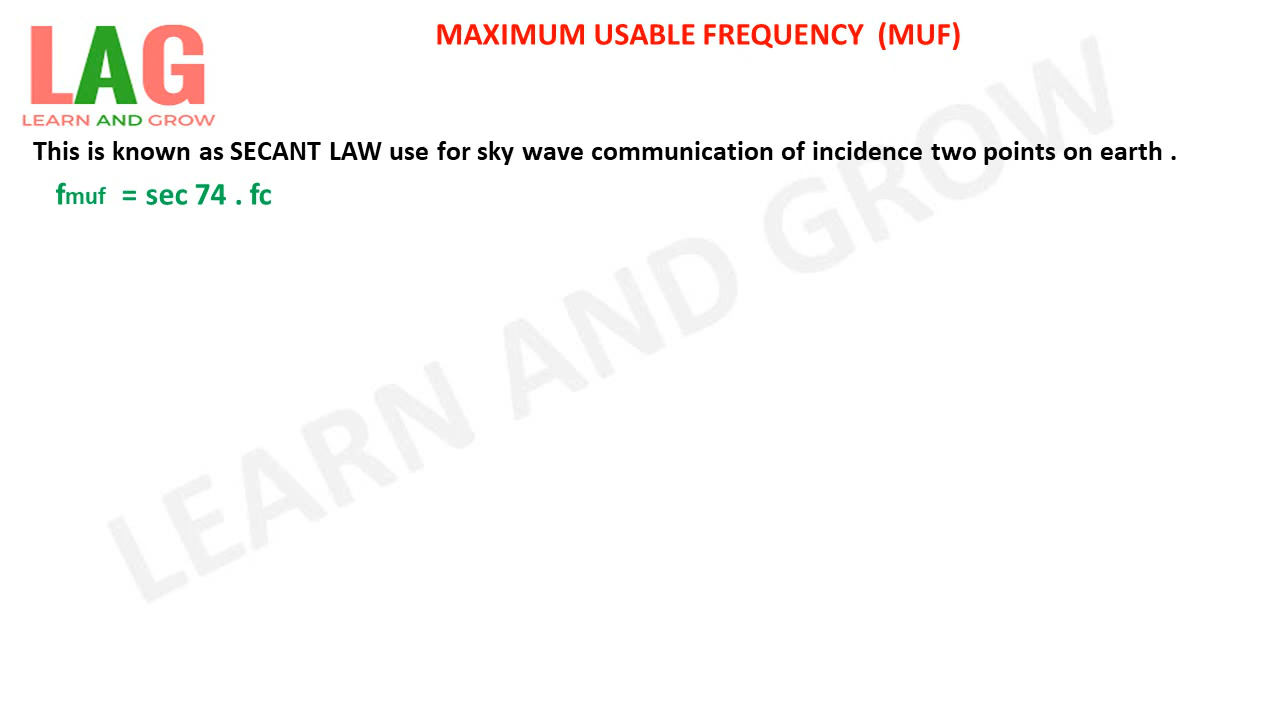 LAG
LEARN AND GROW
MAXIMUM USABLE FREQUENCY (MUF)
This is known as SECANT LAW use for sky wave communication of incidence two points on earth .
fmuf = sec 74 . fc
LEARN AND GROW